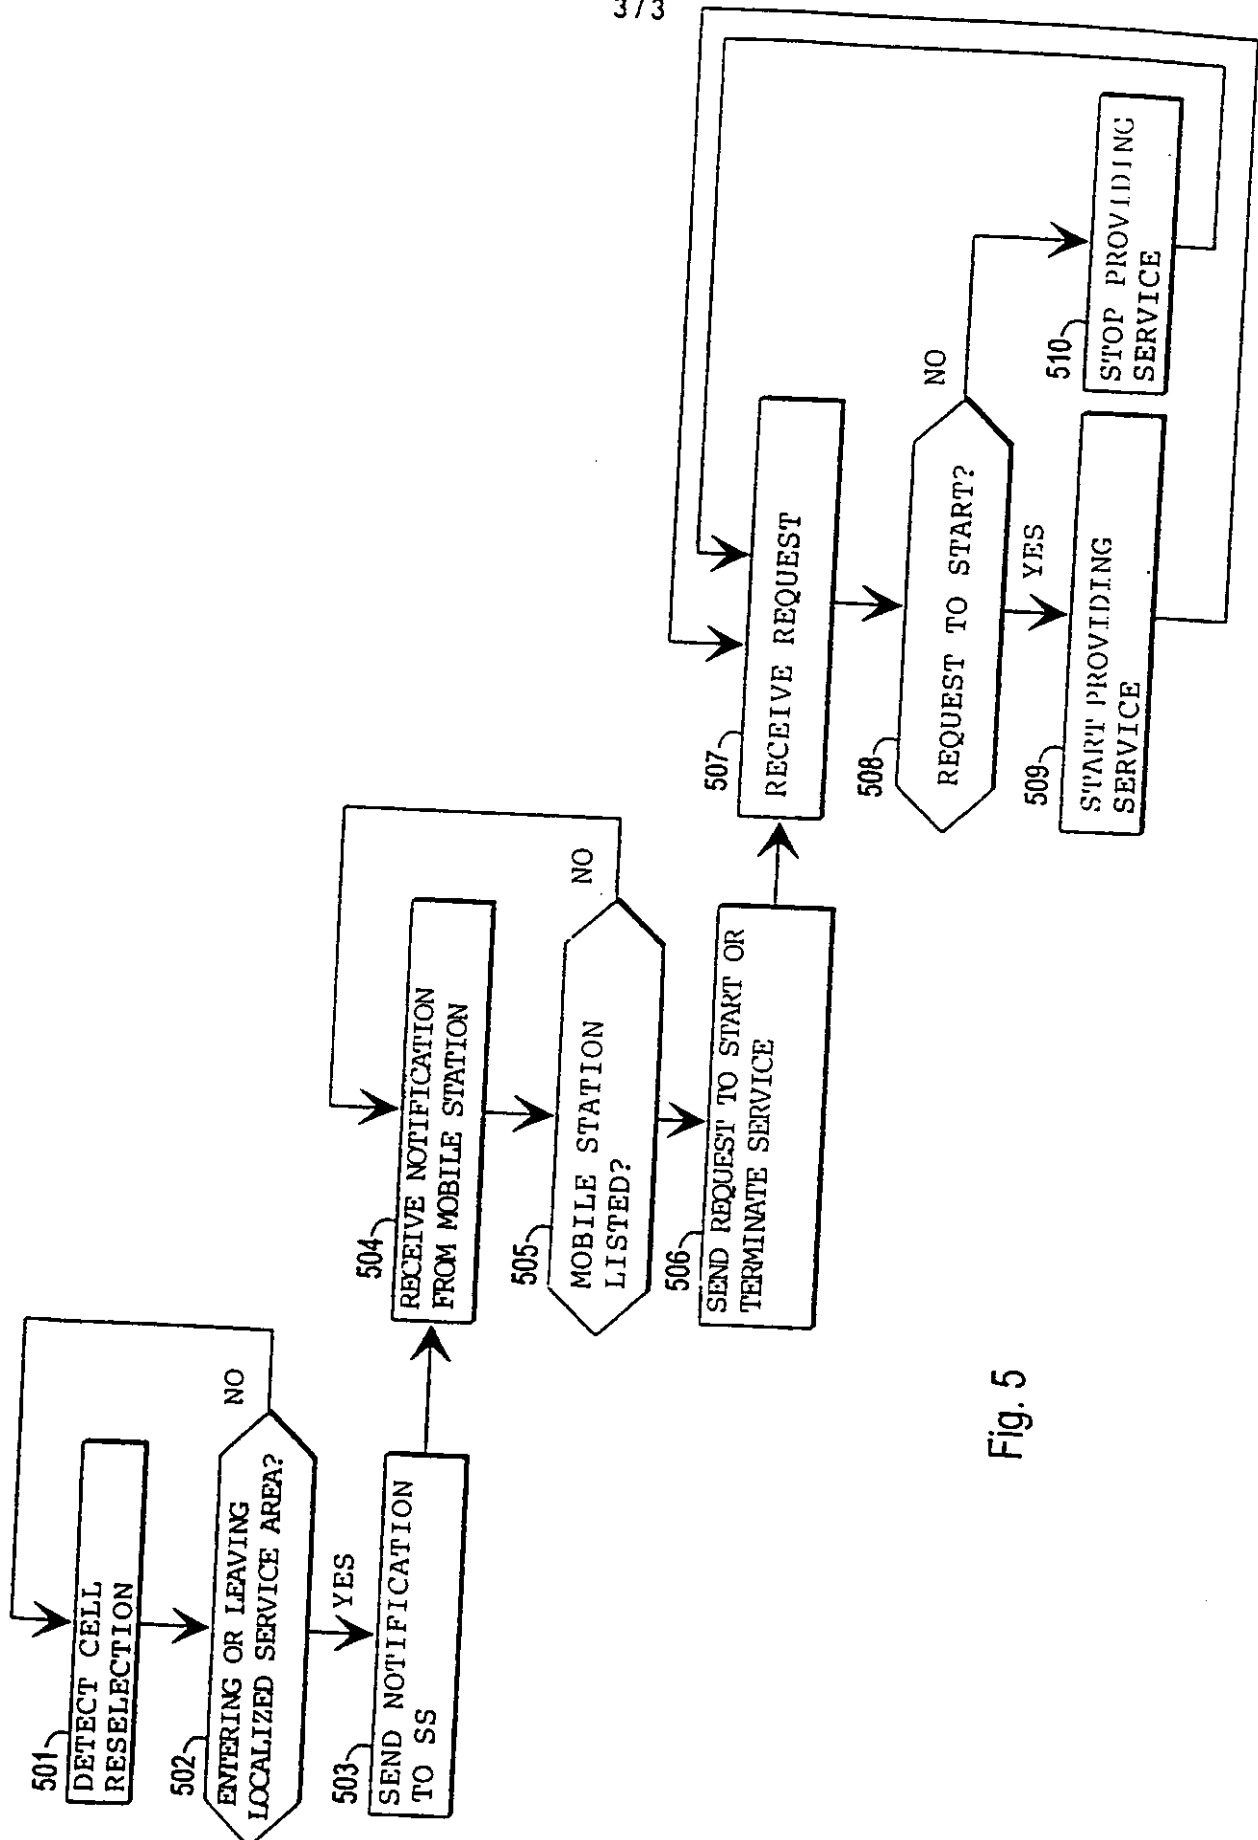 3/3
501
DETECT CELL
RESELECTION
502
ENTERING OR LEAVING
LOCALIZED SERVICE AREA?
NO
YES
503
SEND NOTIFICATION
TO SS
504
RECEIVE NOTIFICATION
FROM MOBILE STATION
505
MOBILE STATION
LISTED?
NO
506
SEND REQUEST TO START OR
TERMINATE SERVICE
507
RECEIVE REQUEST
508
REQUEST TO START?
NO
YES
509
START PROVIDING
SERVICE
510
STOP PROVIDING
SERVICE
Fig. 5